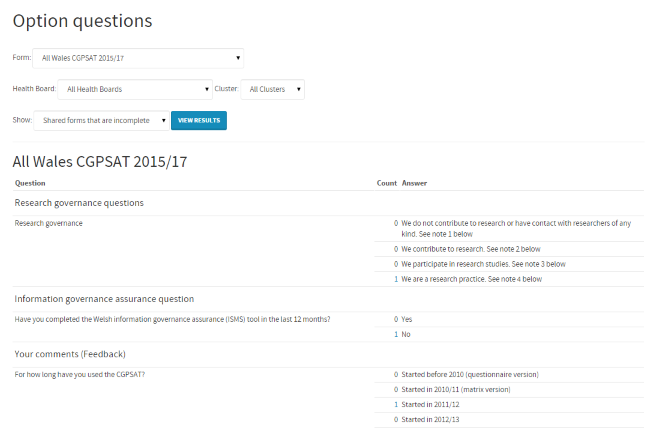 Option questions
Form: All Wales CGPSAT 2015/17
Health Board: All Health Boards Cluster: All Clusters
Show: Shared forms that are incomplete VIEW RESULTS
All Wales CGPSAT 2015/17
Question Count Answer
Research governance questions
Research governance 0 We do not contribute to research or have contact with researchers of any
kind. See note 1 below
0 We contribute to research. See note 2 below
0 We participate in research studies. See note 3 below
1 We are a research practice. See note 4 below
Information governance assurance question
Have you completed the Welsh information governance assurance (ISMS) tool in the last 12 months? 0 Yes
1 No
Your comments (Feedback)
For how long have you used the CGPSAT? 0 Started before 2010 (questionnaire version)
0 Started in 2010/11 (matrix version)
1 Started in 2011/12
0 Started in 2012/13